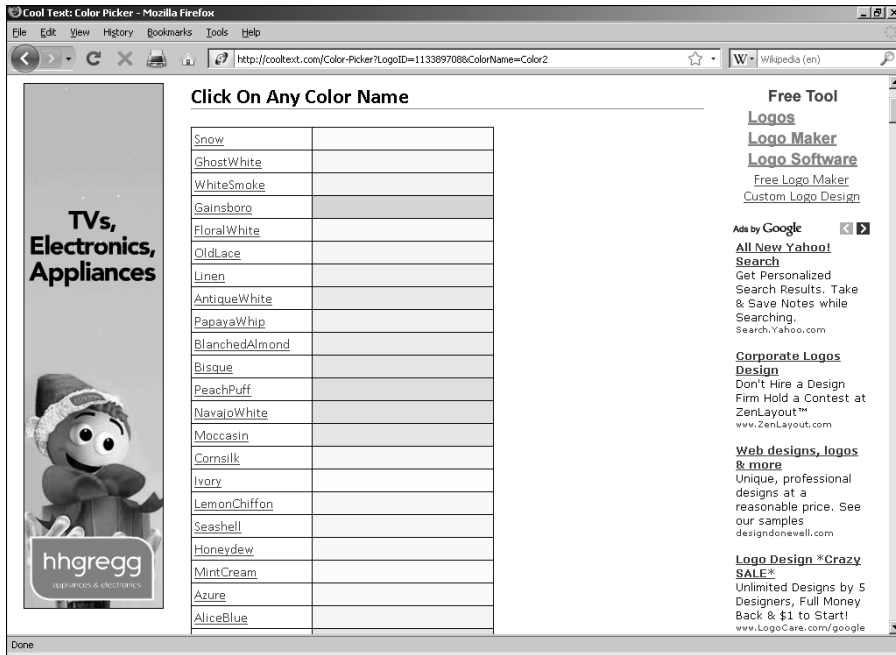 Cool Text: Color Picker - Mozilla Firefox
File Edit View History Bookmarks Tools Help
http://cooltext.com/Color-Picker?LogoID=1133897088&ColorName=Color2
W Wikipedia (en)
TVs,
Electronics,
Appliances
hhgregg
appliances & electronics
Click On Any Color Name
Snow
GhostWhite
WhiteSmoke
Gainsboro
FloralWhite
OldLace
Linen
AntiqueWhite
PapayaWhip
BlanchedAlmond
Bisque
PeachPuff
NavajoWhite
Moccasin
Cornsilk
Ivory
LemonChiffon
Seashell
Honeydew
MintCream
Azure
AliceBlue
Free Tool
Logos
Logo Maker
Logo Software
Free Logo Maker
Custom Logo Design
Ads by Google
All New Yahoo!
Search
Get Personalized
Search Results. Take
& Save Notes while
Searching.
Search.Yahoo.com
Corporate Logos
Design
Don't Hire a Design
Firm Hold a Contest at
ZenLayout™
www.ZenLayout.com
Web designs, logos
& more
Unique, professional
designs at a
reasonable price. See
our samples
designdonewell.com
Logo Design *Crazy
SALE*
Unlimited Designs by 5
Designers, Full Money
Back & $1 to Start!
www.LogoCare.com/google
Done